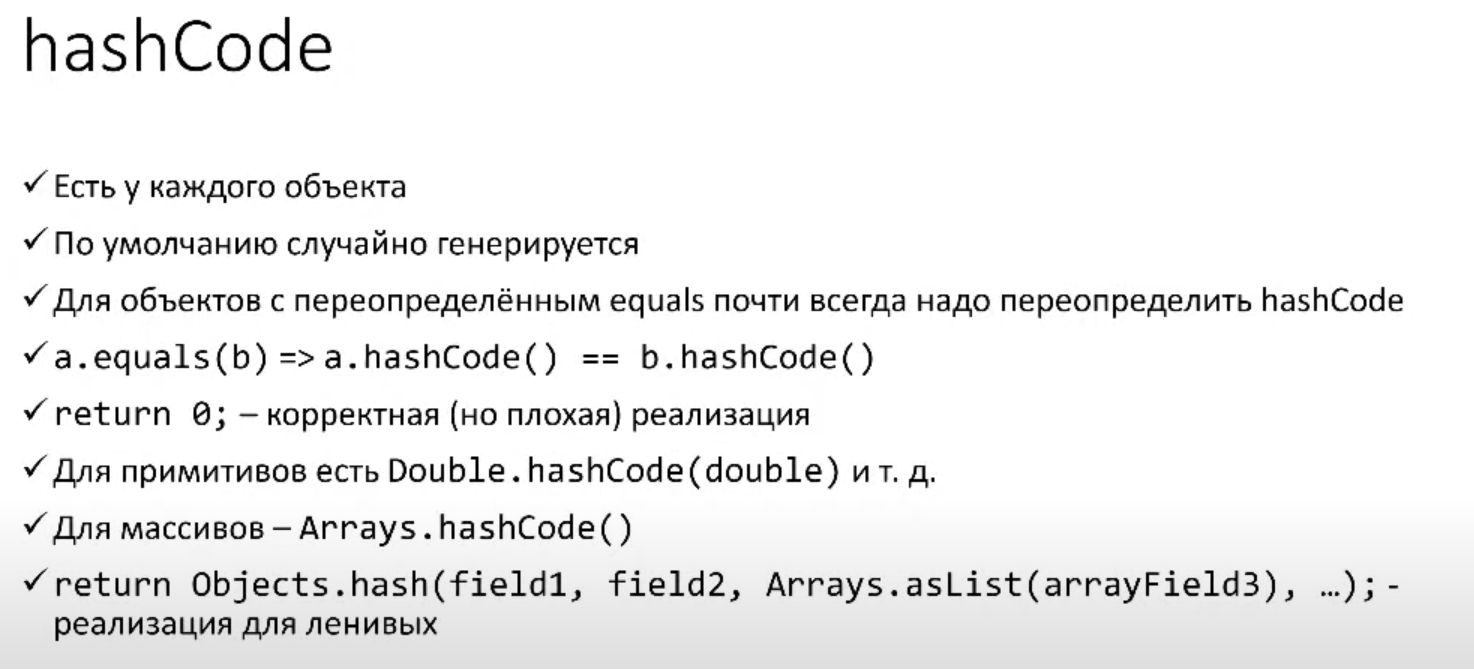 hashCode
✓ Есть у каждого объекта
✓ По умолчанию случайно генерируется
✓ Для объектов с переопределённым equals почти всегда надо переопределить hashCode
✓ a.equals(b) => a.hashCode() == b.hashCode()
✓ return 0; – корректная (но плохая) реализация
✓ Для примитивов есть Double.hashCode(double) и т. д.
✓ Для массивов – Arrays.hashCode()
✓ return Objects.hash(field1, field2, Arrays.asList(arrayField3), …); -
реализация для ленивых